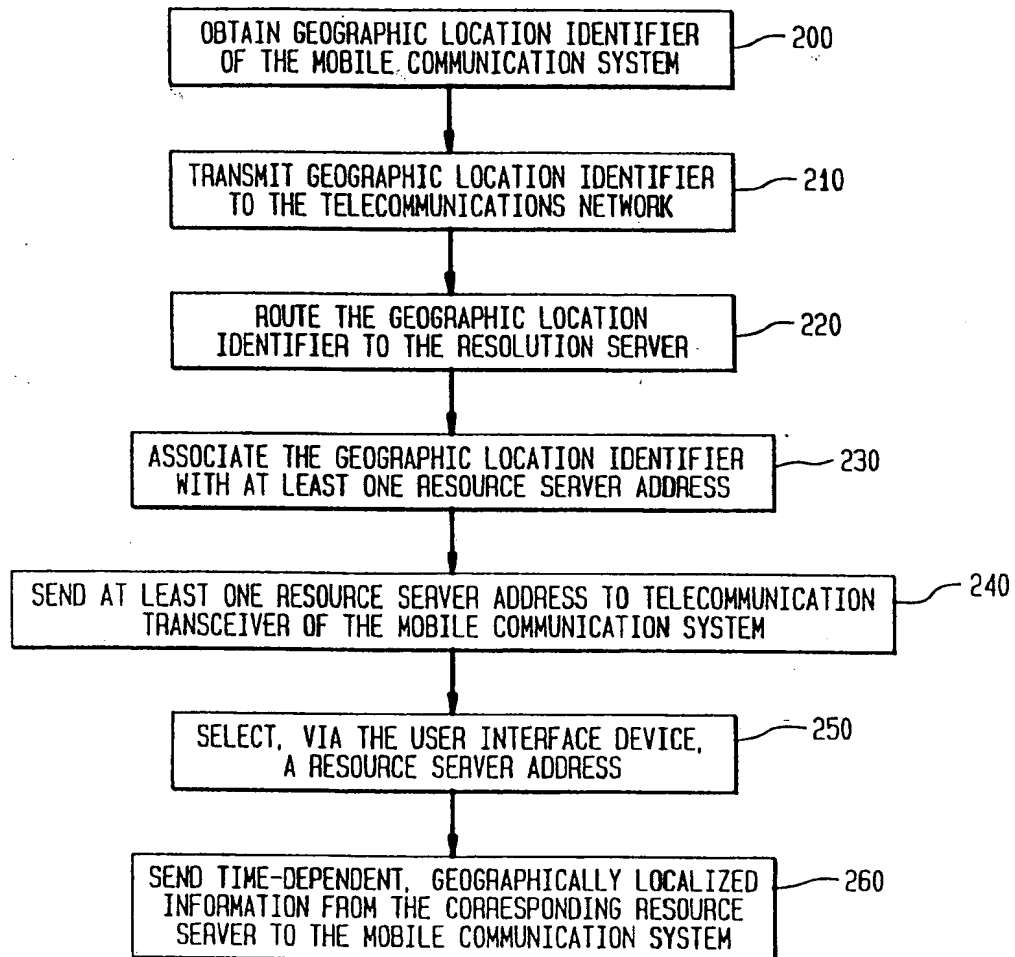 OBTAIN GEOGRAPHIC LOCATION IDENTIFIER
OF THE MOBILE COMMUNICATION SYSTEM
200
TRANSMIT GEOGRAPHIC LOCATION IDENTIFIER
TO THE TELECOMMUNICATIONS NETWORK
210
ROUTE THE GEOGRAPHIC LOCATION
IDENTIFIER TO THE RESOLUTION SERVER
220
ASSOCIATE THE GEOGRAPHIC LOCATION IDENTIFIER
WITH AT LEAST ONE RESOURCE SERVER ADDRESS
230
SEND AT LEAST ONE RESOURCE SERVER ADDRESS TO TELECOMMUNICATION
TRANSCEIVER OF THE MOBILE COMMUNICATION SYSTEM
240
SELECT, VIA THE USER INTERFACE DEVICE,
A RESOURCE SERVER ADDRESS
250
SEND TIME-DEPENDENT, GEOGRAPHICALLY LOCALIZED
INFORMATION FROM THE CORRESPONDING RESOURCE
SERVER TO THE MOBILE COMMUNICATION SYSTEM
260